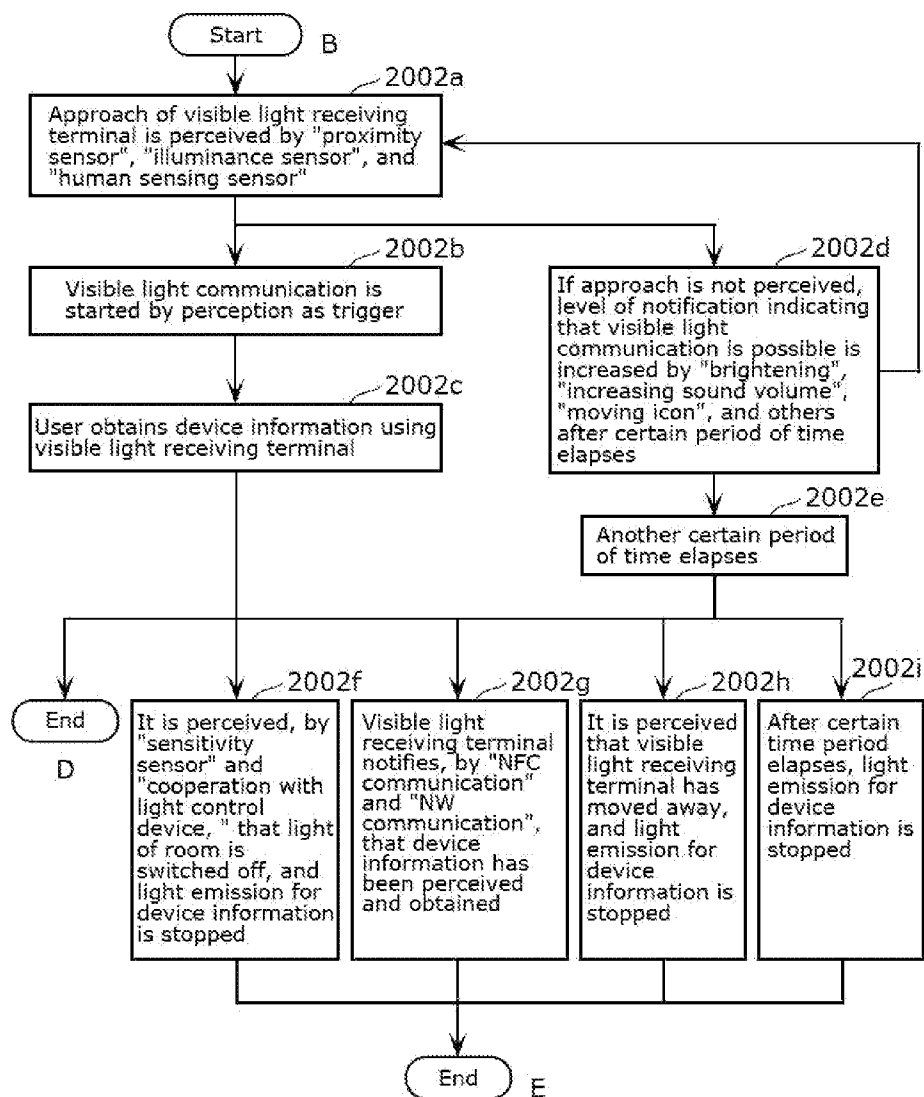 Start
B
2002a
Approach of visible light receiving
terminal is perceived by "proximity
sensor", "illuminance sensor", and
"human sensing sensor"
2002b
Visible light communication is
started by perception as trigger
2002c
User obtains device information using
visible light receiving terminal
2002d
If approach is not perceived,
level of notification indicating
that visible light
communication is possible is
increased by "brightening",
"increasing sound volume",
"moving icon", and others
after certain period of time
elapses
2002e
Another certain period
of time elapses
End
D
2002f
It is perceived, by
"sensitivity
sensor" and
"cooperation with
light control
device, " that light
of room is
switched off, and
light emission for
device information
is stopped
2002g
Visible light
receiving terminal
notifies, by "NFC
communication"
and "NW
communication",
that device
information has
been perceived
and obtained
2002h
It is perceived
that visible
light receiving
terminal has
moved away,
and light
emission for
device
information is
stopped
2002i
After certain
time period
elapses, light
emission for
device
information is
stopped
End
E